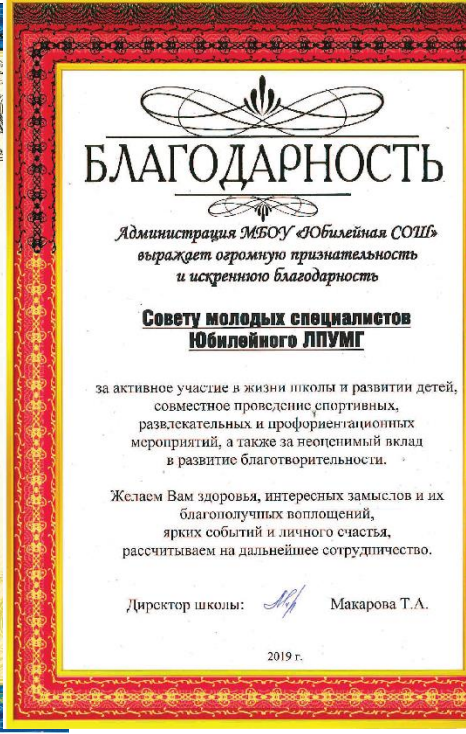 БЛАГОДАРНОСТЬ
Администрация МБОУ «Юбилейная СОШ»
выражает огромную признательность
и искреннюю благодарность
Совету молодых специалистов
Юбилейного ЛПУМГ
за активное участие в жизни школы и развитии детей,
совместное проведение спортивных,
развлекательных и профориентационных
мероприятий, а также за неоценимый вклад
в развитие благотворительности.
Желаем Вам здоровья, интересных замыслов и их
благополучных воплощений,
ярких событий и личного счастья,
рассчитываем на дальнейшее сотрудничество.
Директор школы: Макарова Т.А.
2019 г.